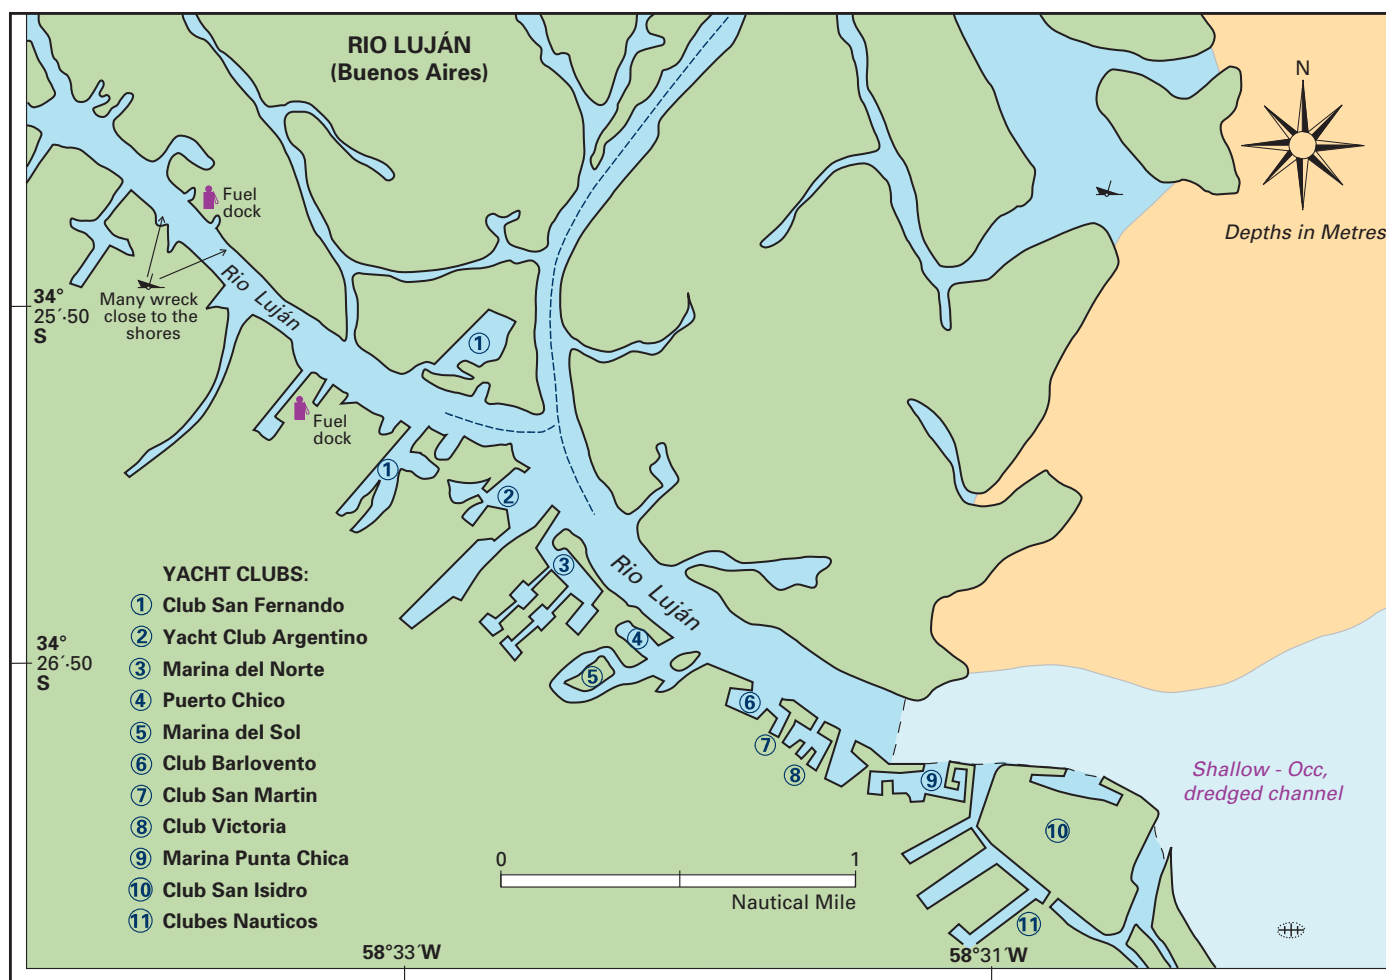 RIO LUJÁN
(Buenos Aires)
N
Depths in Metres
Fuel
dock
Many wreck
close to the
shores
Rio Luján
34°
25´·50
S
1
Fuel
dock
1
2
3
Rio Luján
4
5
6
7
8
9
10
11
34°
26´·50
S
YACHT CLUBS:
1 Club San Fernando
2 Yacht Club Argentino
3 Marina del Norte
4 Puerto Chico
5 Marina del Sol
6 Club Barlovento
7 Club San Martin
8 Club Victoria
9 Marina Punta Chica
10 Club San Isidro
11 Clubes Nauticos
Shallow - Occ,
dredged channel
0 1
Nautical Mile
58°33´W
58°31´W